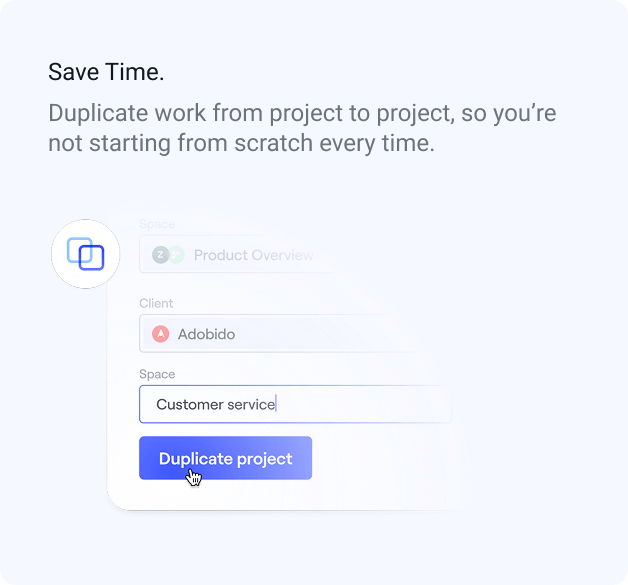 Save Time.
Duplicate work from project to project, so you’re
not starting from scratch every time.
Space
Product Overview
Client
Adobido
Space
Customer service
Duplicate project